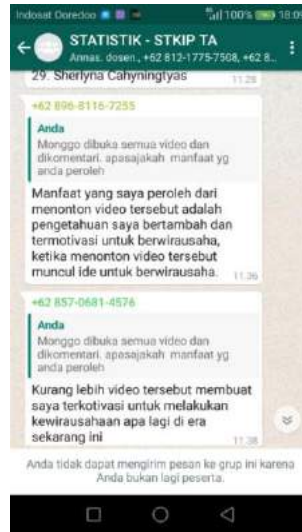 Indosat Ooredoo 100% 18:09
STATISTIK - STKIP TA
Annas. dosen., +62 812-1775-7508, +62 8...
29. Sherlyna Cahyningtyas 11.28
+62 896-8116-7255
Anda
Monggo dibuka semua video dan
dikomentari. apasajakah manfaat yg
anda peroleh
Manfaat yang saya peroleh dari
menonton video tersebut adalah
pengetahuan saya bertambah dan
termotivasi untuk berwirausaha,
ketika menonton video tersebut
muncul ide untuk berwirausaha. 11.36
+62 857-0681-4576
Anda
Monggo dibuka semua video dan
dikomentari. apasajakah manfaat yg
anda peroleh
Kurang lebih video tersebut membuat
saya terkotivasi untuk melakukan
kewirausahaan apa lagi di era
sekarang ini 11.38
Anda tidak dapat mengirim pesan ke grup ini karena
Anda bukan lagi peserta.